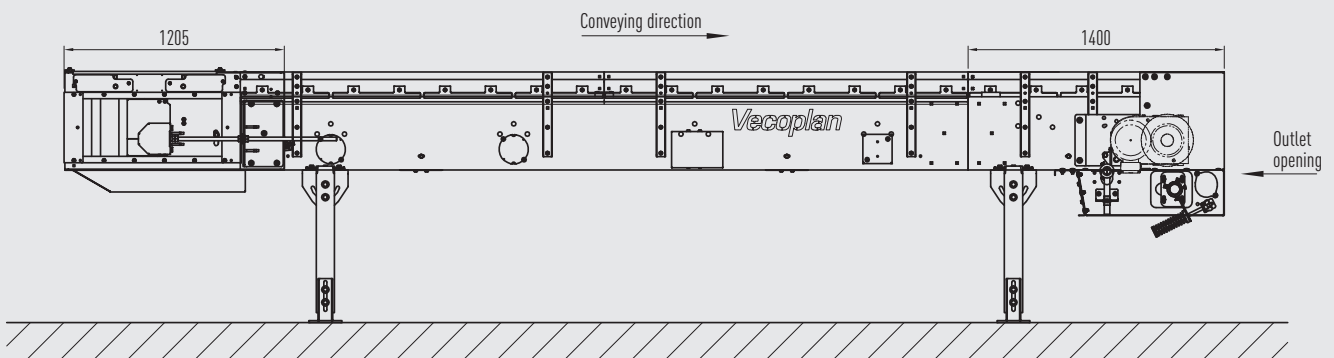 Conveying direction
1205
1400
Vecoplan
Outlet
opening